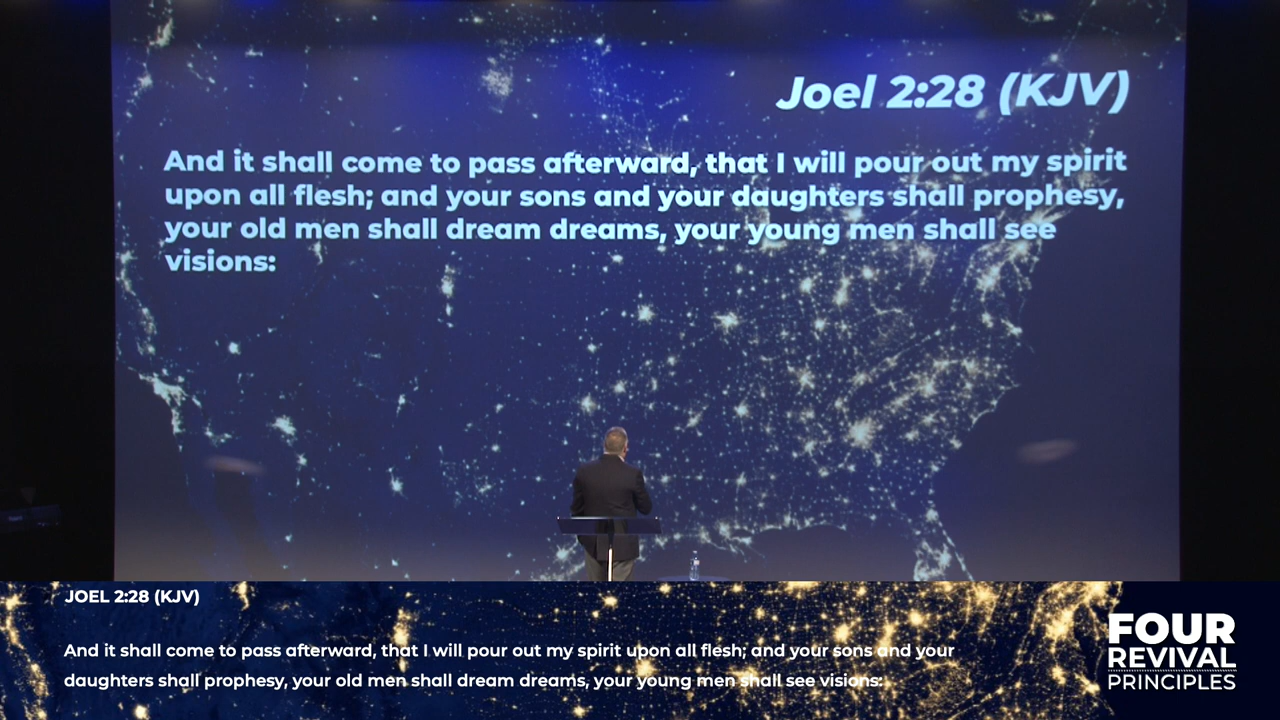 Joel 2:28 (KJV)
And it shall come to pass afterward, that I will pour out my spirit
upon all flesh; and your sons and your daughters shall prophesy,
your old men shall dream dreams, your young men shall see
visions:
JOEL 2:28 (KJV)
And it shall come to pass afterward, that I will pour out my spirit upon all flesh; and your sons and your
daughters shall prophesy, your old men shall dream dreams, your young men shall see visions:
FOUR
REVIVAL
PRINCIPLES